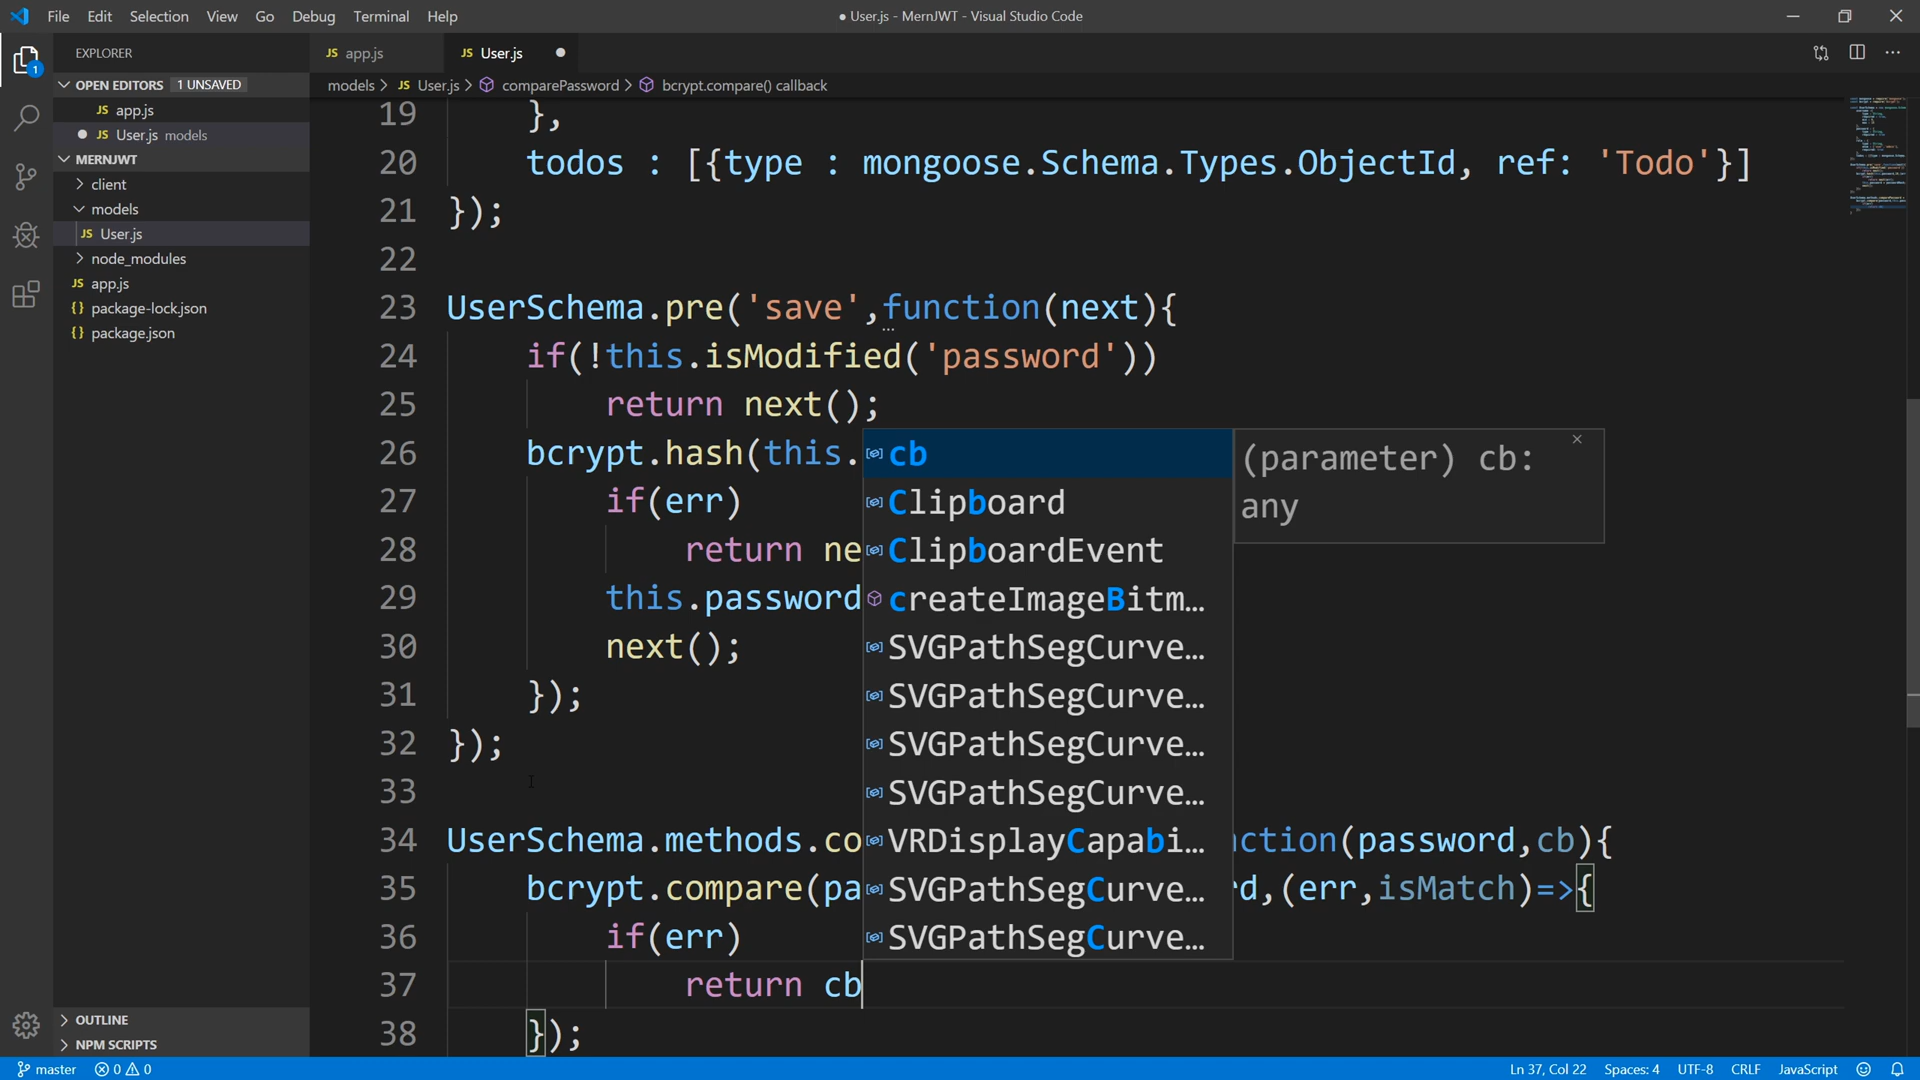 File Edit Selection View Go Debug Terminal Help
● User.js - MernJWT - Visual Studio Code
EXPLORER
JS app.js
JS User.js
OPEN EDITORS 1 UNSAVED
models > JS User.js > comparePassword > bcrypt.compare() callback
JS app.js
JS User.js models
MERNJWT
client
models
JS User.js
node_modules
JS app.js
{} package-lock.json
{} package.json
OUTLINE
NPM SCRIPTS
1
19 },
20 todos : [{type : mongoose.Schema.Types.ObjectId, ref: 'Todo'}]
21 });
22
23 UserSchema.pre('save',function(next){
24 if(!this.isModified('password'))
25 return next();
26 bcrypt.hash(this.
27 if(err)
28 return ne
29 this.password
30 next();
31 });
32 });
33
34 UserSchema.methods.co ction(password,cb){
35 bcrypt.compare(pa d,(err,isMatch)=>{
36 if(err)
37 return cb
38 });
cb
Clipboard
ClipboardEvent
createImageBitm…
SVGPathSegCurve…
SVGPathSegCurve…
SVGPathSegCurve…
SVGPathSegCurve…
VRDisplayCapabi…
SVGPathSegCurve…
SVGPathSegCurve…
(parameter) cb:
any
master 0 0
Ln 37, Col 22 Spaces: 4 UTF-8 CRLF JavaScript